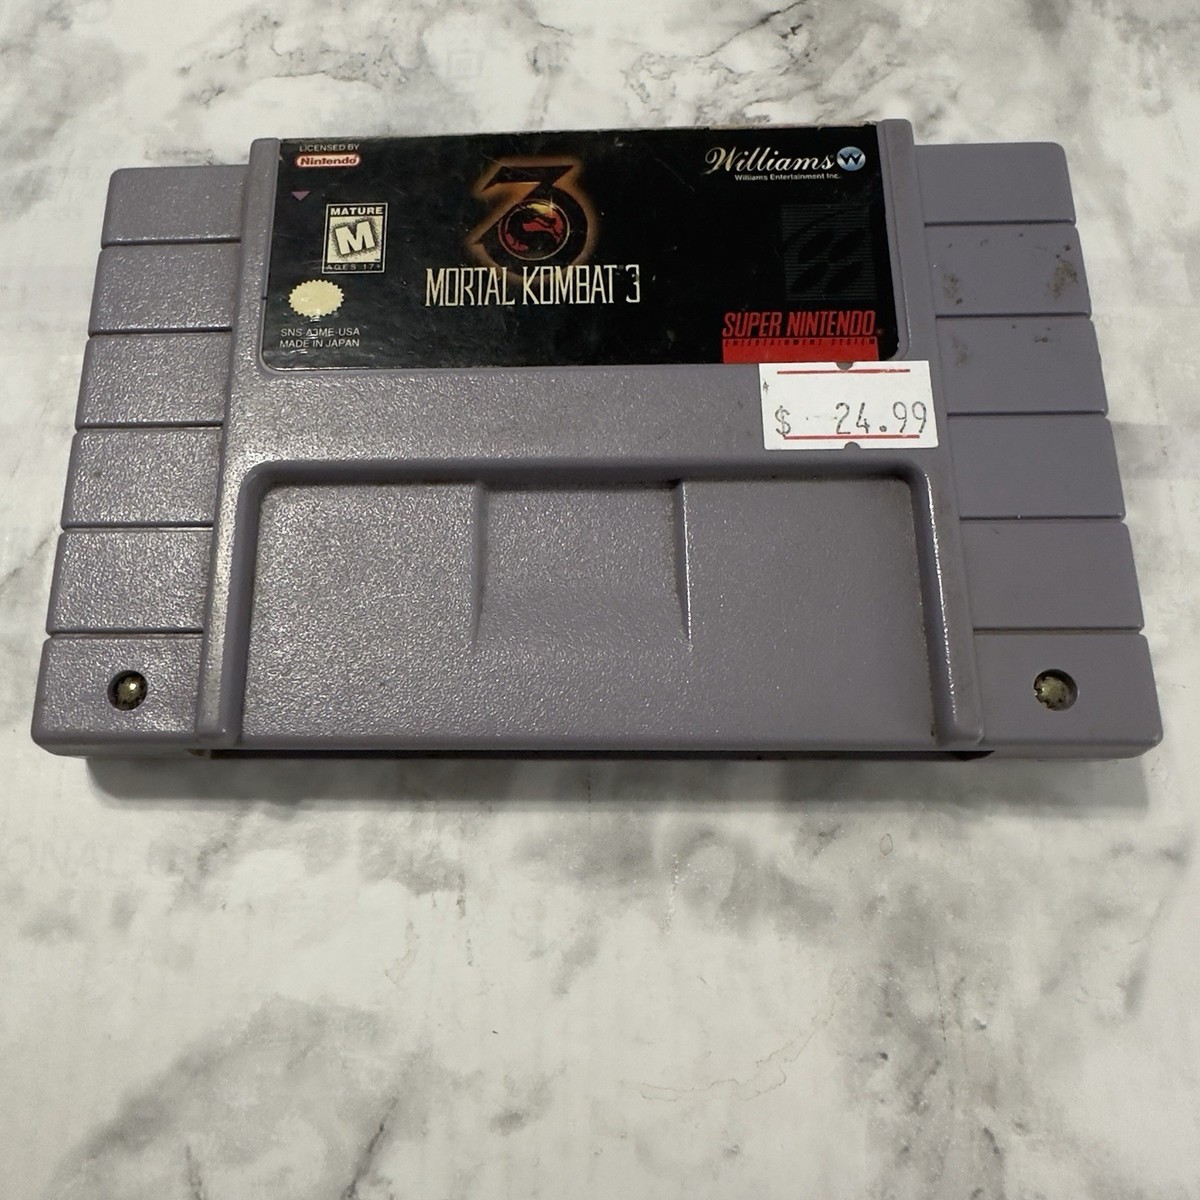 LICENSED BY
Nintendo
Williams W
Williams Entertainment Inc.
MATURE
M
AGES 17+
3
MORTAL KOMBAT 3
SNS-A3ME-USA
MADE IN JAPAN
SUPER NINTENDO
ENTERTAINMENT SYSTEM
$ 24.99